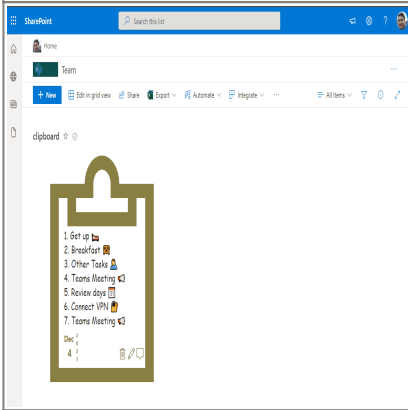 SharePoint
Search this list
Home
Team
+ New Edit in grid view Share Export Automate Integrate ... All Items
clipboard
1. Get up
2. Breakfast
3. Other Tasks
4. Teams Meeting
5. Review days
6. Connect VPN
7. Teams Meeting
Dec
4